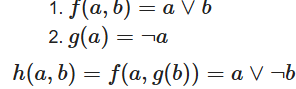 1. f(a, b) = a ∨ b
2. g(a) = ¬a
h(a, b) = f(a, g(b)) = a ∨ ¬b